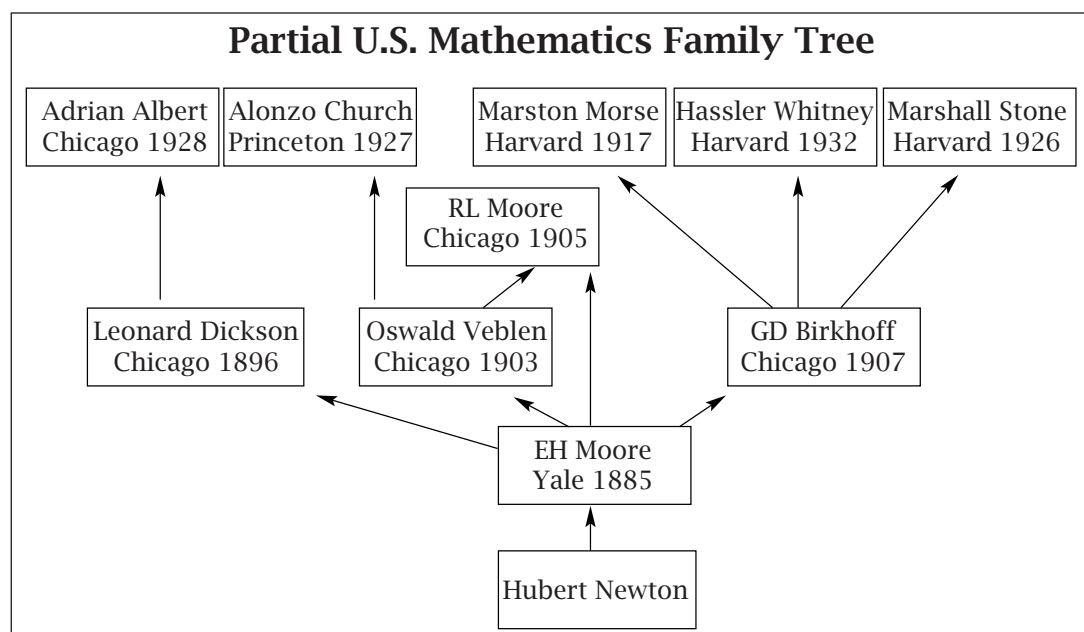 Partial U.S. Mathematics Family Tree
Adrian Albert
Chicago 1928
Alonzo Church
Princeton 1927
Marston Morse
Harvard 1917
Hassler Whitney
Harvard 1932
Marshall Stone
Harvard 1926
RL Moore
Chicago 1905
Leonard Dickson
Chicago 1896
Oswald Veblen
Chicago 1903
GD Birkhoff
Chicago 1907
EH Moore
Yale 1885
Hubert Newton